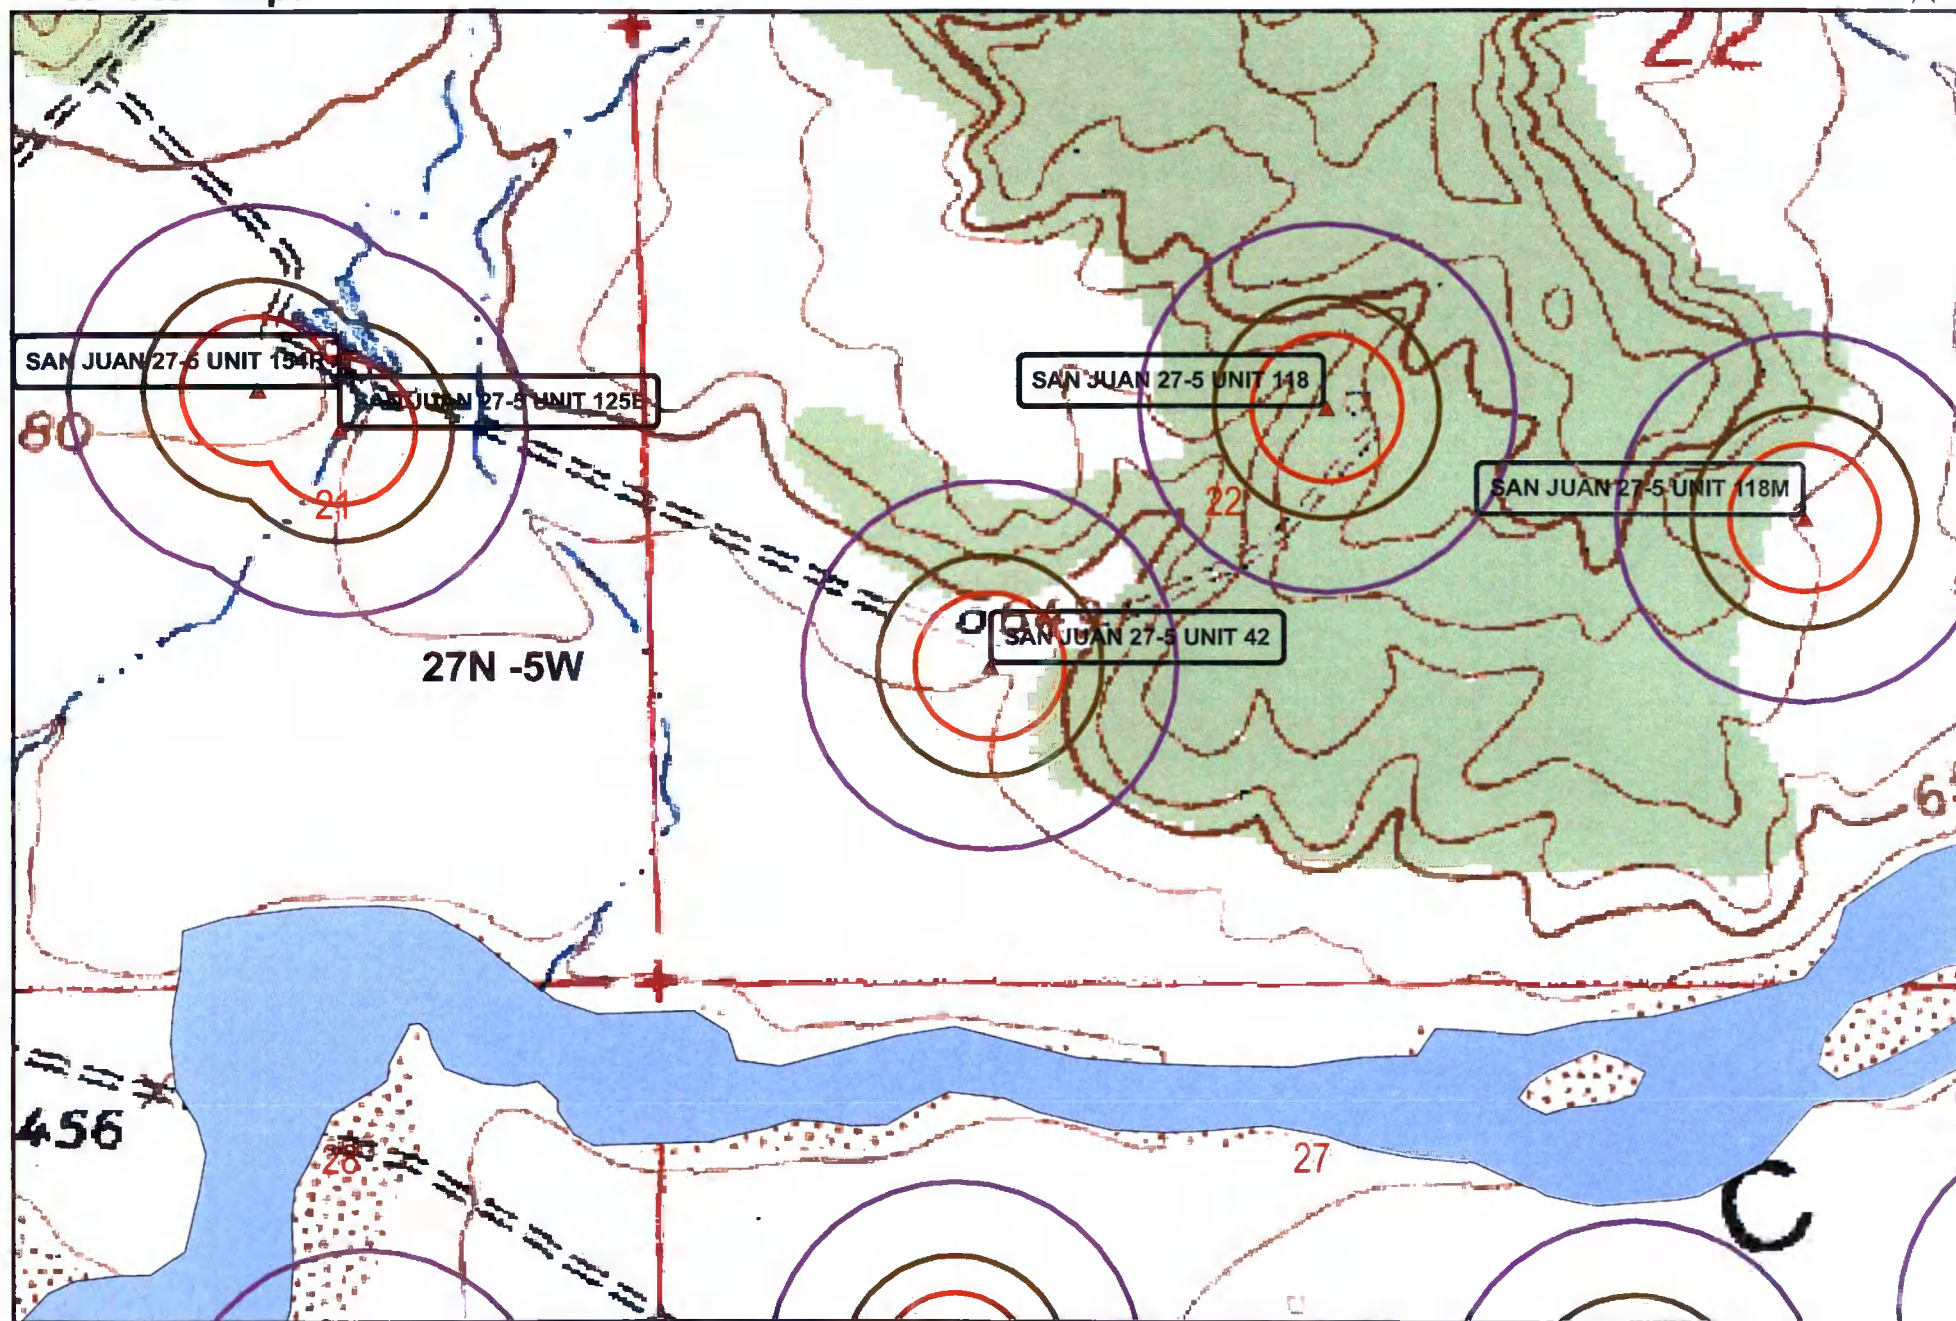 22
SAN JUAN 27-5 UNIT 154R
SAN JUAN 27-5 UNIT 125E
SAN JUAN 27-5 UNIT 118
80
SAN JUAN 27-5 UNIT 118M
21
22
SAN JUAN 27-5 UNIT 42
27N -5W
456
28
27
C